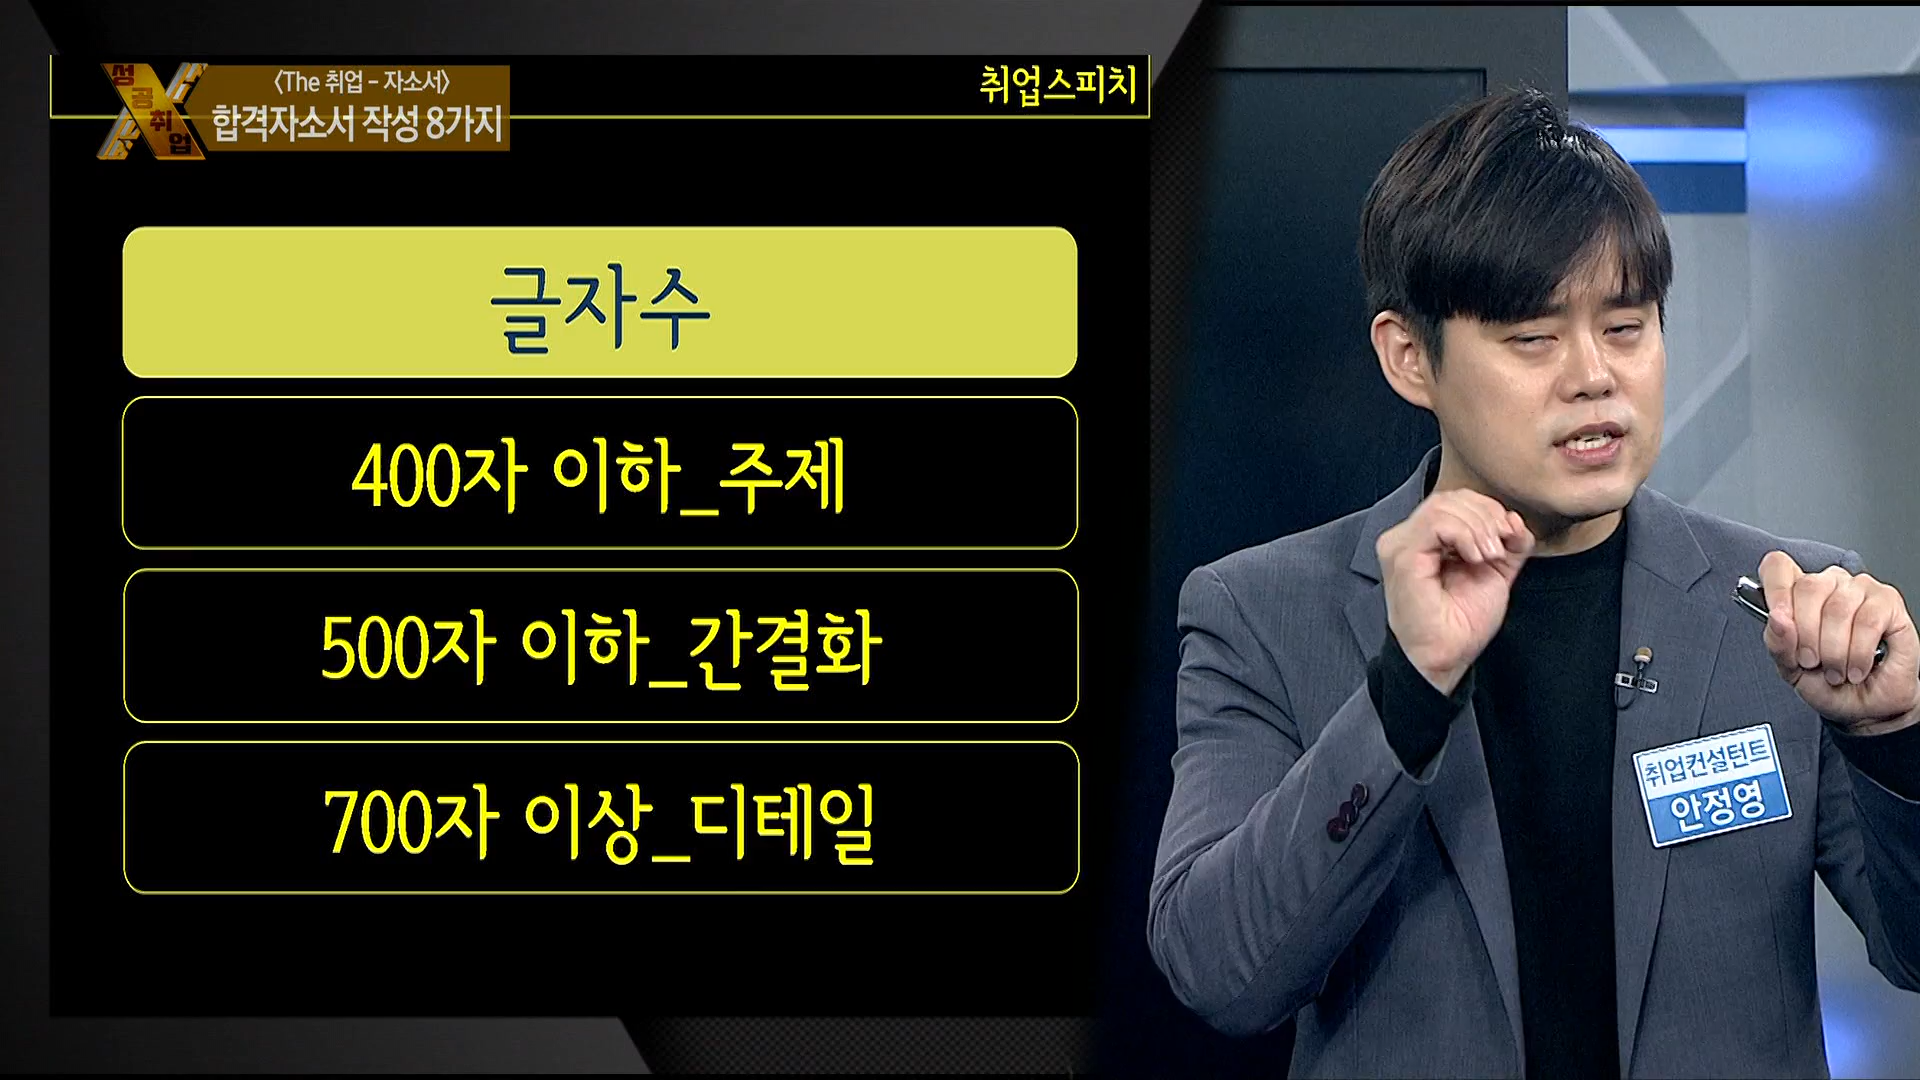 성공취업
<The 취업 - 자소서>
합격자소서 작성 8가지
취업스피치
글자수
400자 이하_주제
500자 이하_간결화
700자 이상_디테일
취업컨설턴트
안정영